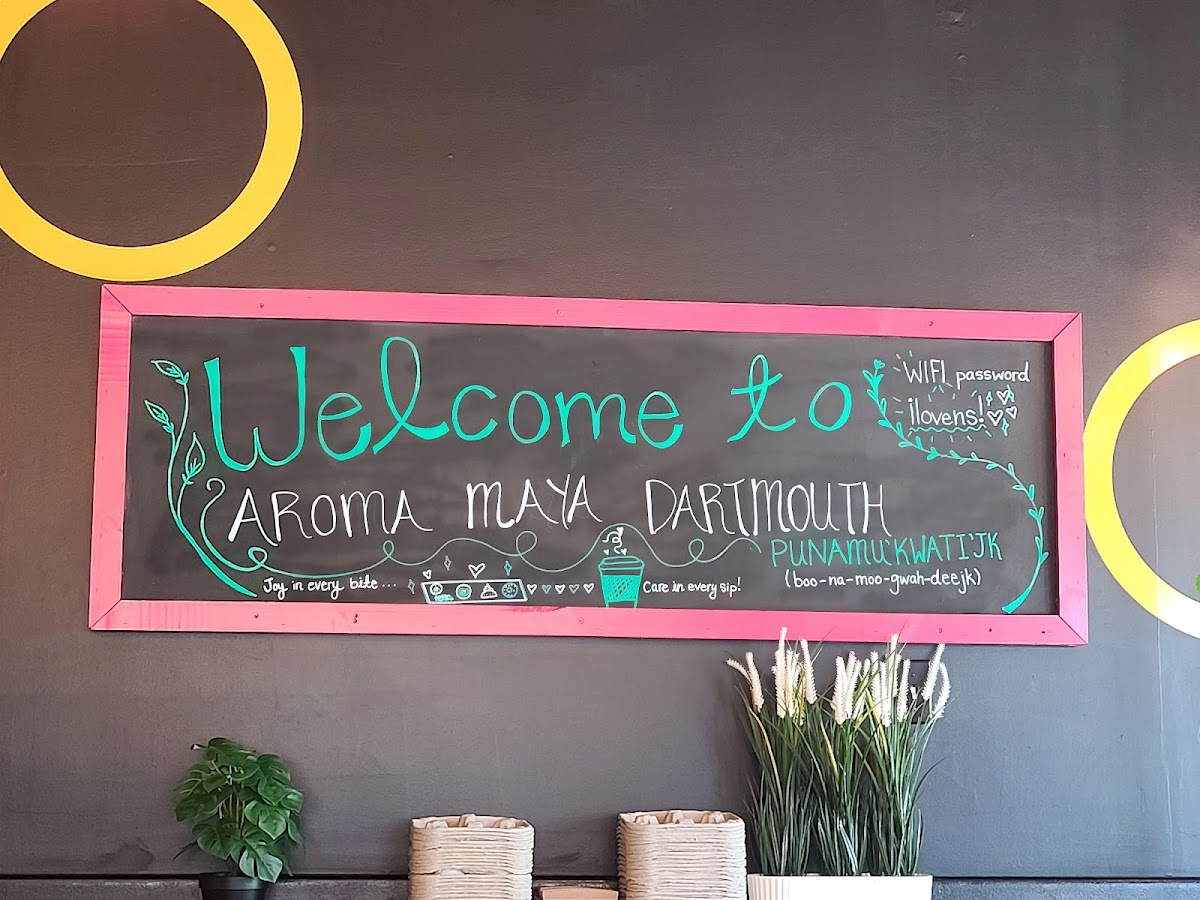 Welcome to
WIFI password
ilovens!
AROMA MAYA DARTMOUTH
PUNAMU'KWATI'JK
(boo-na-moo-gwah-deejk)
Joy in every bite...
Care in every sip!